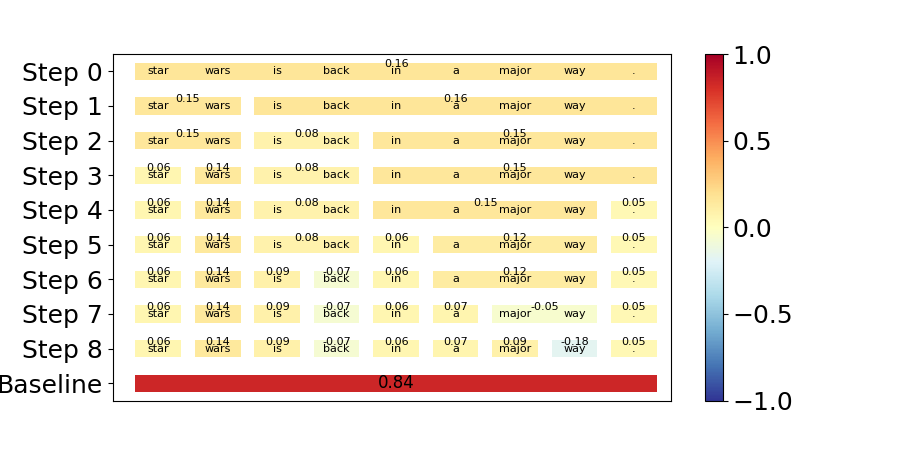 0.16
Step 0 star wars is back in a major way .
0.15 0.16
Step 1 star wars is back in a major way .
0.15 0.08 0.15
Step 2 star wars is back in a major way .
0.06 0.14 0.08 0.15
Step 3 star wars is back in a major way .
0.06 0.14 0.08 0.15 0.05
Step 4 star wars is back in a major way .
0.06 0.14 0.08 0.06 0.12 0.05
Step 5 star wars is back in a major way .
0.06 0.14 0.09 -0.07 0.06 0.12 0.05
Step 6 star wars is back in a major way .
0.06 0.14 0.09 -0.07 0.06 0.07 -0.05 0.05
Step 7 star wars is back in a major way .
0.06 0.14 0.09 -0.07 0.06 0.07 0.09 -0.18 0.05
Step 8 star wars is back in a major way .
Baseline 0.84
1.0
0.5
0.0
−0.5
−1.0